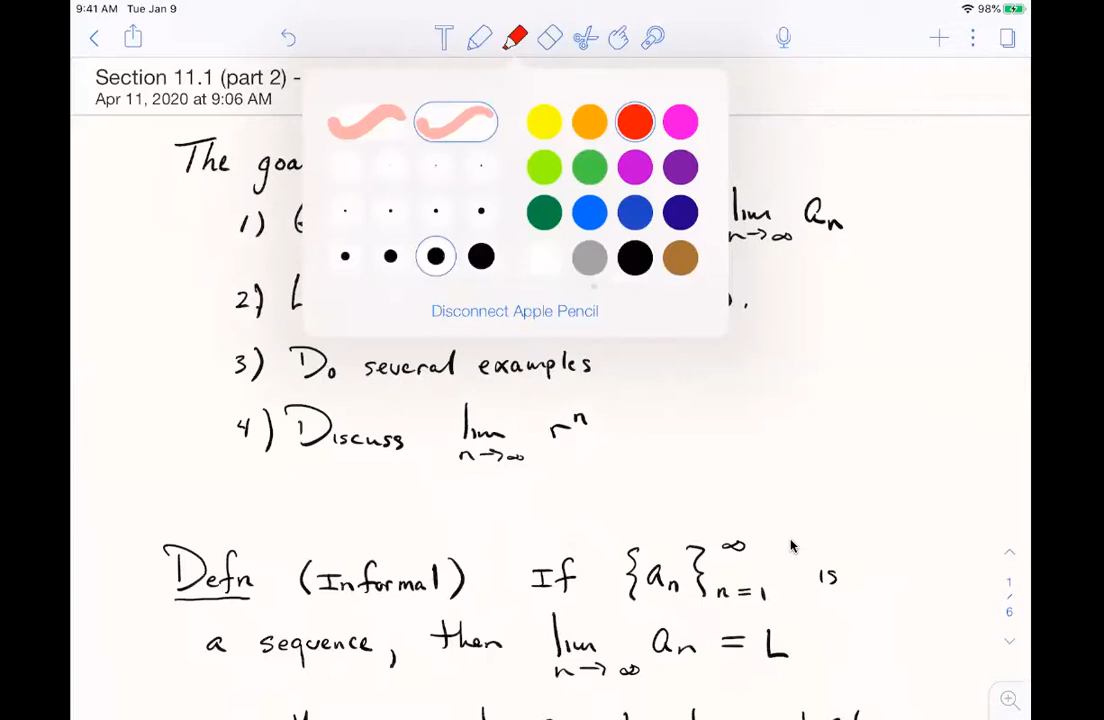 9:41 AM Tue Jan 9
98%
T
Section 11.1 (part 2) -
Apr 11, 2020 at 9:06 AM
The goa
1)
lim n→∞ an
2) L
.
Disconnect Apple Pencil
3) Do several examples
4) Discuss lim n→∞ rⁿ
Defn (Informal) If {an}∞ n=1 is
a sequence, then lim n→∞ an = L
1
/
6